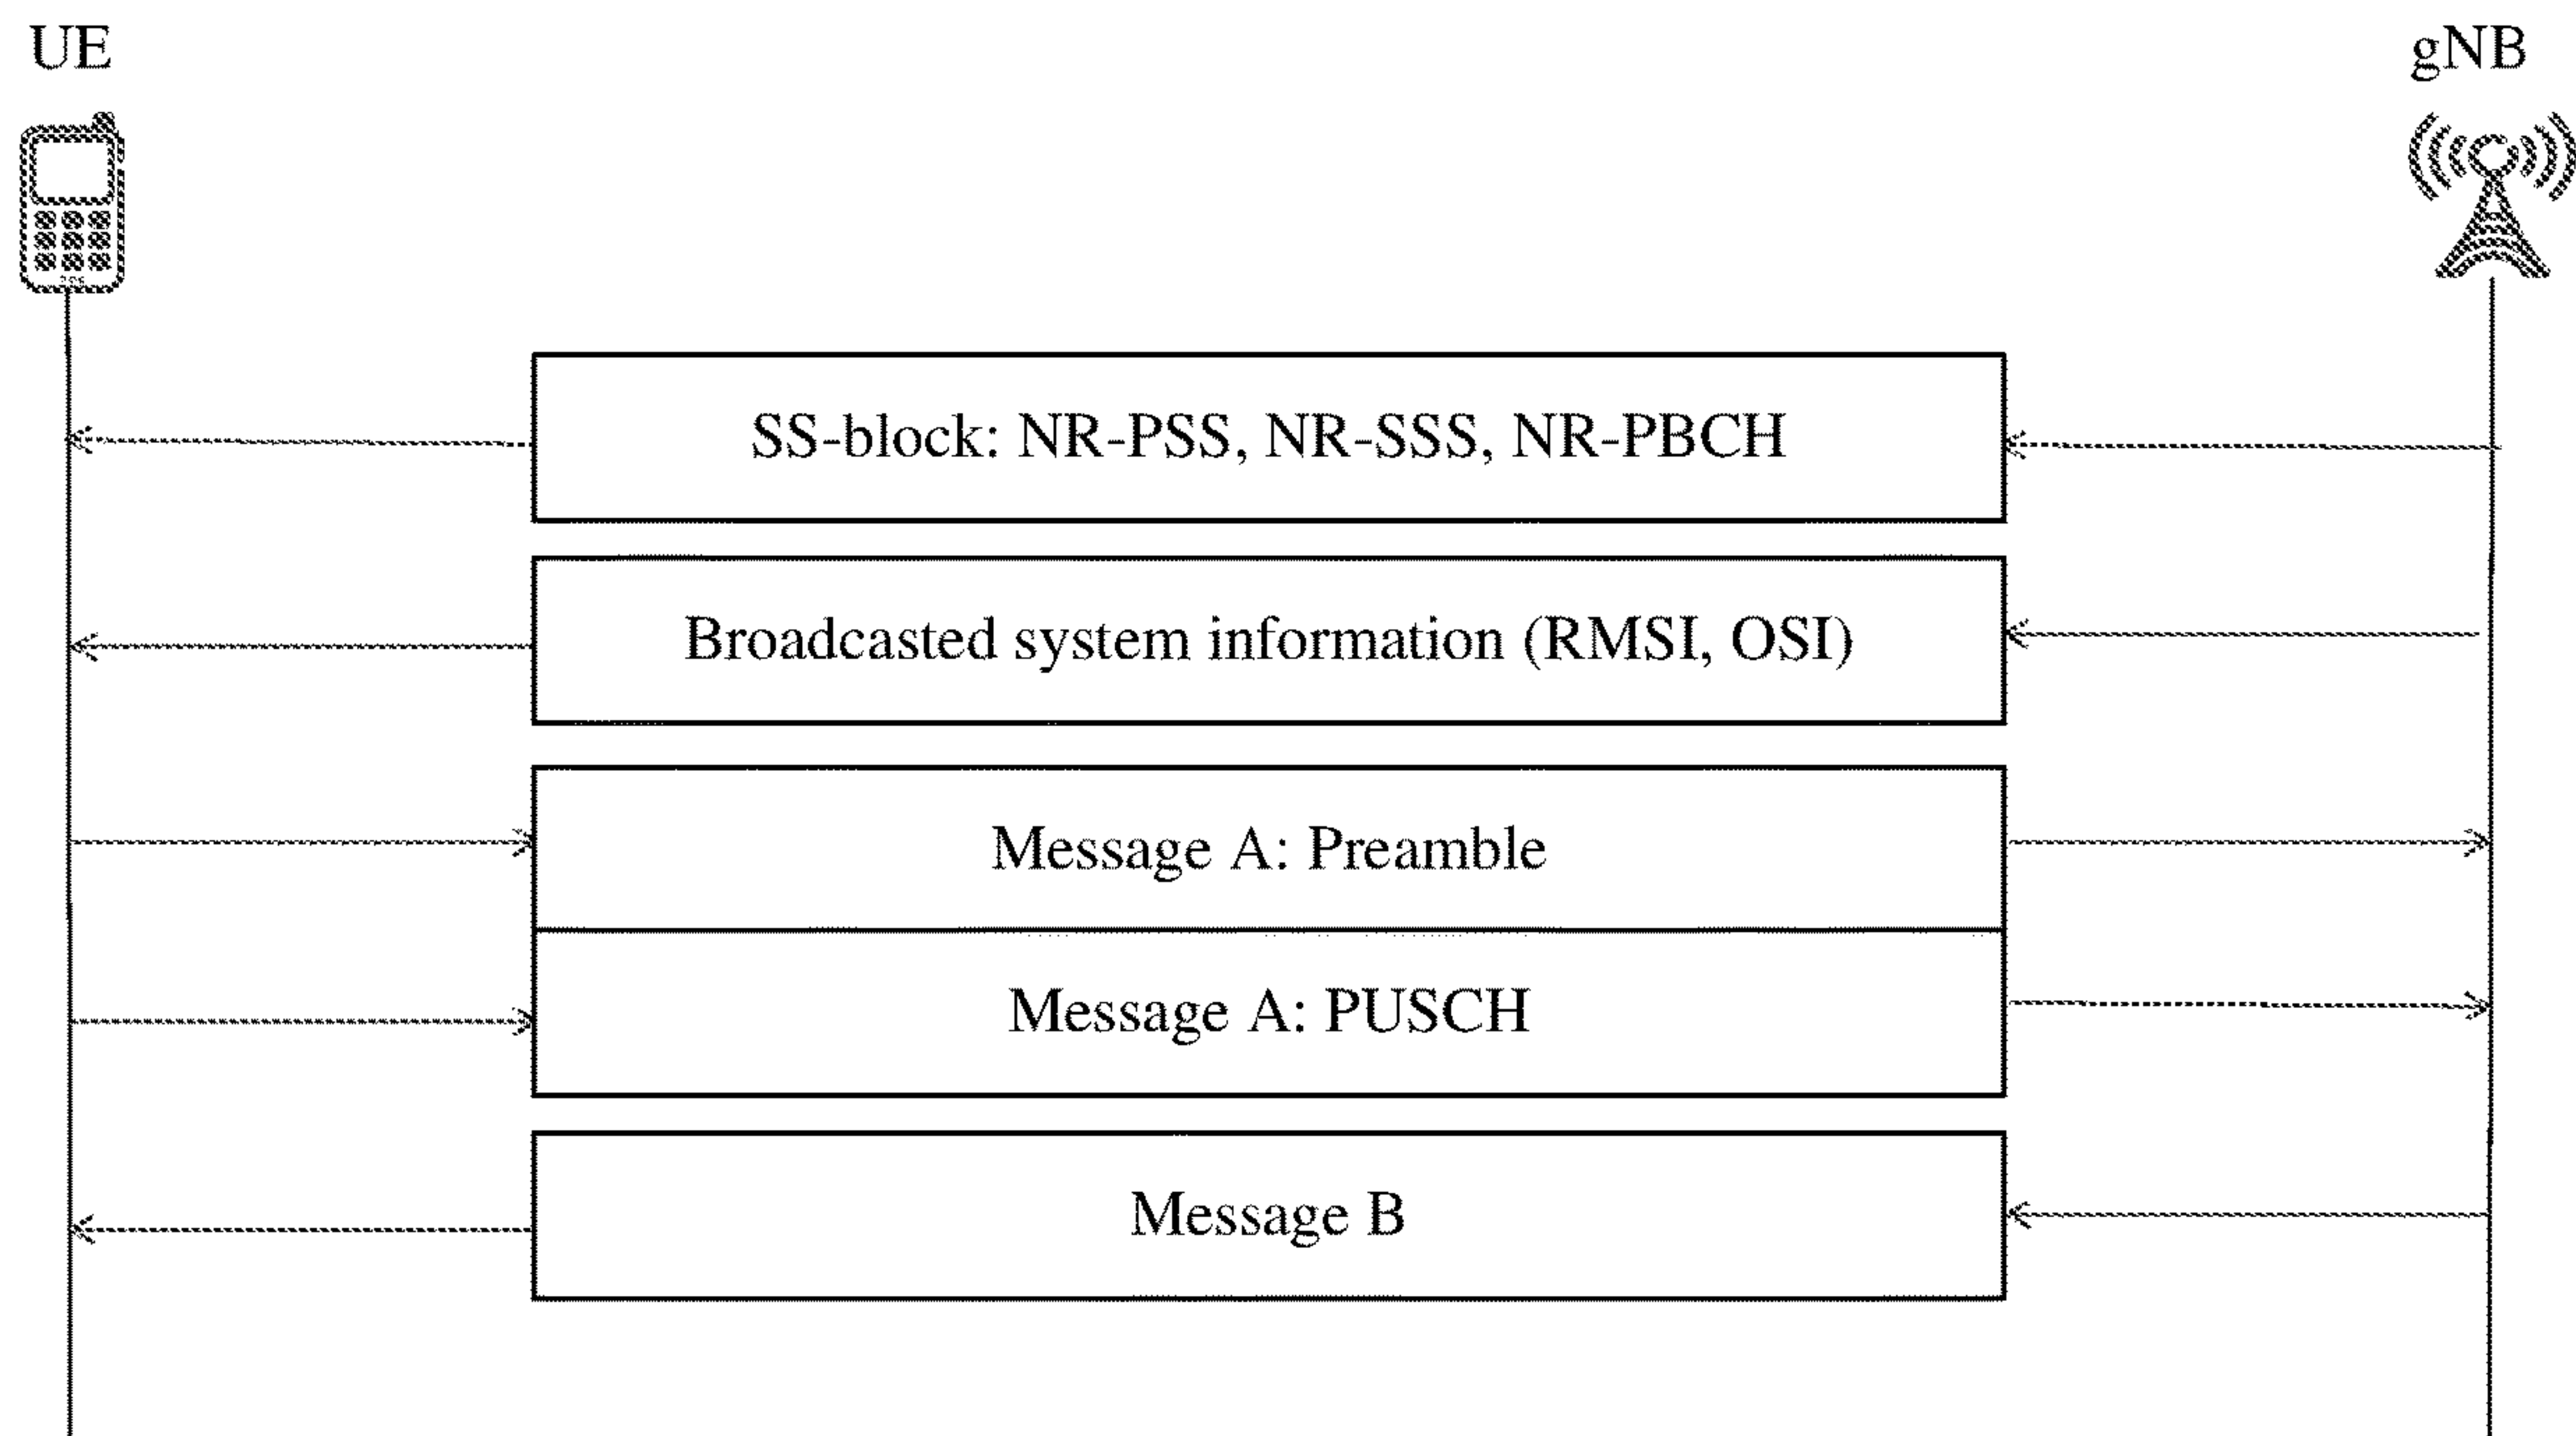 UE
gNB
SS-block: NR-PSS, NR-SSS, NR-PBCH
Broadcasted system information (RMSI, OSI)
Message A: Preamble
Message A: PUSCH
Message B